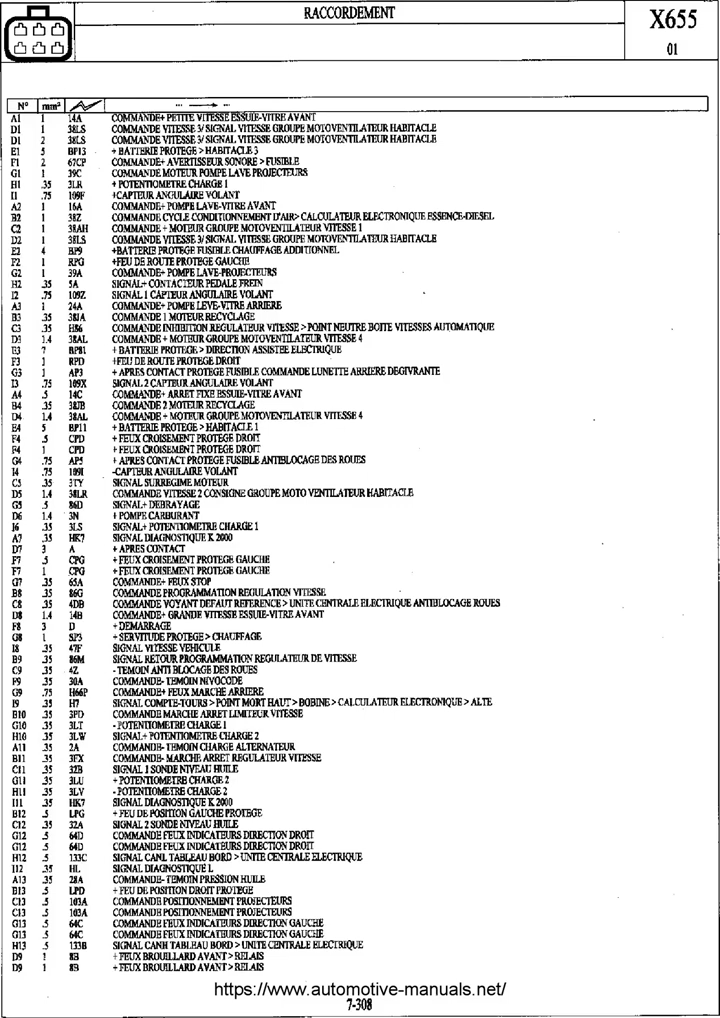 RACCORDEMENT
X655
01
N° mm²
A1 1 14A COMMANDE+ PETITE VITESSE ESSUIE-VITRE AVANT
D1 1 38LS COMMANDE VITESSE 3/ SIGNAL VITESSE GROUPE MOTOVENTILATEUR HABITACLE
D1 2 38LS COMMANDE VITESSE 3/ SIGNAL VITESSE GROUPE MOTOVENTILATEUR HABITACLE
E1 5 BP13 + BATTERIE PROTEGE > HABITACLE 3
F1 2 67CP COMMANDE+ AVERTISSEUR SONORE > FUSIBLE
G1 1 39C COMMANDE MOTEUR POMPE LAVE PROJECTEURS
H1 .35 3LR + POTENTIOMETRE CHARGE 1
I1 .75 109F +CAPTEUR ANGULAIRE VOLANT
A2 1 16A COMMANDE+ POMPE LAVE-VITRE AVANT
B2 1 38Z COMMANDE CYCLE CONDITIONNEMENT D'AIR> CALCULATEUR ELECTRONIQUE ESSENCE-DIESEL
C2 1 38AH COMMANDE + MOTEUR GROUPE MOTOVENTILATEUR VITESSE 1
D2 1 38LS COMMANDE VITESSE 3/ SIGNAL VITESSE GROUPE MOTOVENTILATEUR HABITACLE
E2 4 BP9 +BATTERIE PROTEGE FUSIBLE CHAUFFAGE ADDITIONNEL
F2 1 RPG +FEU DE ROUTE PROTEGE GAUCHE
G2 1 39A COMMANDE+ POMPE LAVE-PROJECTEURS
H2 .35 5A SIGNAL+ CONTACTEUR PEDALE FREIN
I2 .75 109Z SIGNAL 1 CAPTEUR ANGULAIRE VOLANT
A3 1 24A COMMANDE+ POMPE LEVE-VITRE ARRIERE
B3 .35 38JA COMMANDE 1 MOTEUR RECYCLAGE
C3 .35 H86 COMMANDE INHIBITION REGULATEUR VITESSE > POINT NEUTRE BOITE VITESSES AUTOMATIQUE
D3 1.4 38AL COMMANDE + MOTEUR GROUPE MOTOVENTILATEUR VITESSE 4
E3 7 BP81 + BATTERIE PROTEGE > DIRECTION ASSISTEE ELECTRIQUE
F3 1 RPD +FEU DE ROUTE PROTEGE DROIT
G3 1 AP3 + APRES CONTACT PROTEGE FUSIBLE COMMANDE LUNETTE ARRIERE DEGIVRANTE
I3 .75 109X SIGNAL 2 CAPTEUR ANGULAIRE VOLANT
A4 .5 14C COMMANDE+ ARRET FIXE ESSUIE-VITRE AVANT
B4 .35 38JB COMMANDE 2 MOTEUR RECYCLAGE
D4 1.4 38AL COMMANDE + MOTEUR GROUPE MOTOVENTILATEUR VITESSE 4
E4 5 BP11 + BATTERIE PROTEGE > HABITACLE 1
F4 .5 CPD + FEUX CROISEMENT PROTEGE DROIT
F4 1 CPD + FEUX CROISEMENT PROTEGE DROIT
G4 .75 AP5 + APRES CONTACT PROTEGE FUSIBLE ANTIBLOCAGE DES ROUES
I4 .75 109I -CAPTEUR ANGULAIRE VOLANT
C5 .35 3TY SIGNAL SURREGIME MOTEUR
D5 1.4 38LR COMMANDE VITESSE 2 CONSIGNE GROUPE MOTO VENTILATEUR HABITACLE
G5 .5 86D SIGNAL+ DEBRAYAGE
D6 1.4 3N + POMPE CARBURANT
I6 .35 3LS SIGNAL+ POTENTIOMETRE CHARGE 1
A7 .35 HK7 SIGNAL DIAGNOSTIQUE K 2000
D7 3 A + APRES CONTACT
F7 .5 CPG + FEUX CROISEMENT PROTEGE GAUCHE
F7 1 CPG + FEUX CROISEMENT PROTEGE GAUCHE
G7 .35 65A COMMANDE+ FEUX STOP
B8 .35 86G COMMANDE PROGRAMMATION REGULATION VITESSE
C8 .35 4DB COMMANDE VOYANT DEFAUT REFERENCE > UNITE CENTRALE ELECTRIQUE ANTIBLOCAGE ROUES
D8 1.4 14B COMMANDE+ GRANDE VITESSE ESSUIE-VITRE AVANT
F8 3 D + DEMARRAGE
G8 1 SP3 + SERVITUDE PROTEGE > CHAUFFAGE
I8 .35 47F SIGNAL VITESSE VEHICULE
B9 .35 86M SIGNAL RETOUR PROGRAMMATION REGULATEUR DE VITESSE
C9 .35 4Z - TEMOIN ANTI BLOCAGE DES ROUES
F9 .35 30A COMMANDE- TEMOIN NIVOCODE
G9 .75 H66P COMMANDE+ FEUX MARCHE ARRIERE
I9 .35 H7 SIGNAL COMPTE-TOURS > POINT MORT HAUT > BOBINE > CALCULATEUR ELECTRONIQUE > ALTE
B10 .35 3PD COMMANDE MARCHE ARRET LIMITEUR VITESSE
G10 .35 3LT - POTENTIOMETRE CHARGE 1
H10 .35 3LW SIGNAL+ POTENTIOMETRE CHARGE 2
A11 .35 2A COMMANDE- TEMOIN CHARGE ALTERNATEUR
B11 .35 3FX COMMANDE- MARCHE ARRET REGULATEUR VITESSE
C11 .35 32B SIGNAL 1 SONDE NIVEAU HUILE
G11 .35 3LU + POTENTIOMETRE CHARGE 2
H11 .35 3LV - POTENTIOMETRE CHARGE 2
I11 .35 HK7 SIGNAL DIAGNOSTIQUE K 2000
B12 .5 LPG + FEU DE POSITION GAUCHE PROTEGE
C12 .35 32A SIGNAL 2 SONDE NIVEAU HUILE
G12 .5 64D COMMANDE FEUX INDICATEURS DIRECTION DROIT
G12 .5 64D COMMANDE FEUX INDICATEURS DIRECTION DROIT
H12 .5 133C SIGNAL CANL TABLEAU BORD > UNITE CENTRALE ELECTRIQUE
I12 .35 HL SIGNAL DIAGNOSTIQUE L
A13 .35 28A COMMANDE- TEMOIN PRESSION HUILE
B13 .5 LPD + FEU DE POSITION DROIT PROTEGE
C13 .5 103A COMMANDE POSITIONNEMENT PROJECTEURS
C13 .5 103A COMMANDE POSITIONNEMENT PROJECTEURS
G13 .5 64C COMMANDE FEUX INDICATEURS DIRECTION GAUCHE
G13 .5 64C COMMANDE FEUX INDICATEURS DIRECTION GAUCHE
H13 .5 133B SIGNAL CANH TABLEAU BORD > UNITE CENTRALE ELECTRIQUE
D9 1 8B + FEUX BROUILLARD AVANT > RELAIS
D9 1 8B + FEUX BROUILLARD AVANT > RELAIS
https://www.automotive-manuals.net/
7-308